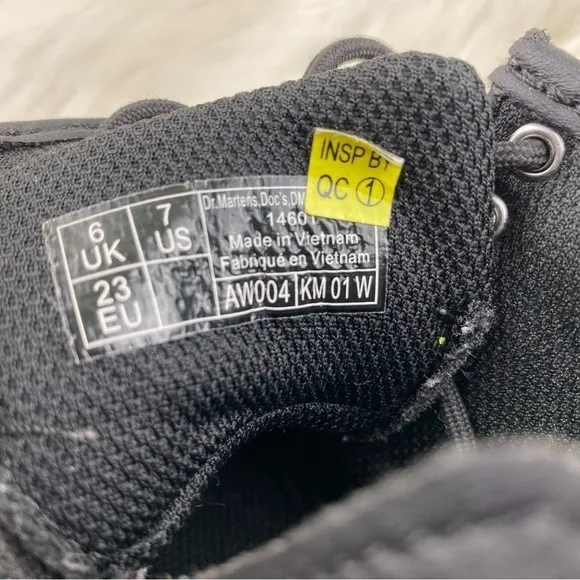 INSP BY
QC 1
6 UK
7 US
23 EU
Dr.Martens,Doc's,DM
1460
Made in Vietnam
Fabriqué en Vietnam
AW004 KM 01 W